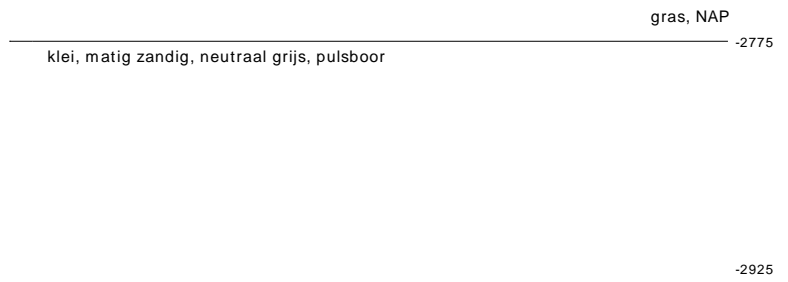 gras, NAP
-2775
klei, matig zandig, neutraal grijs, pulsboor
-2925